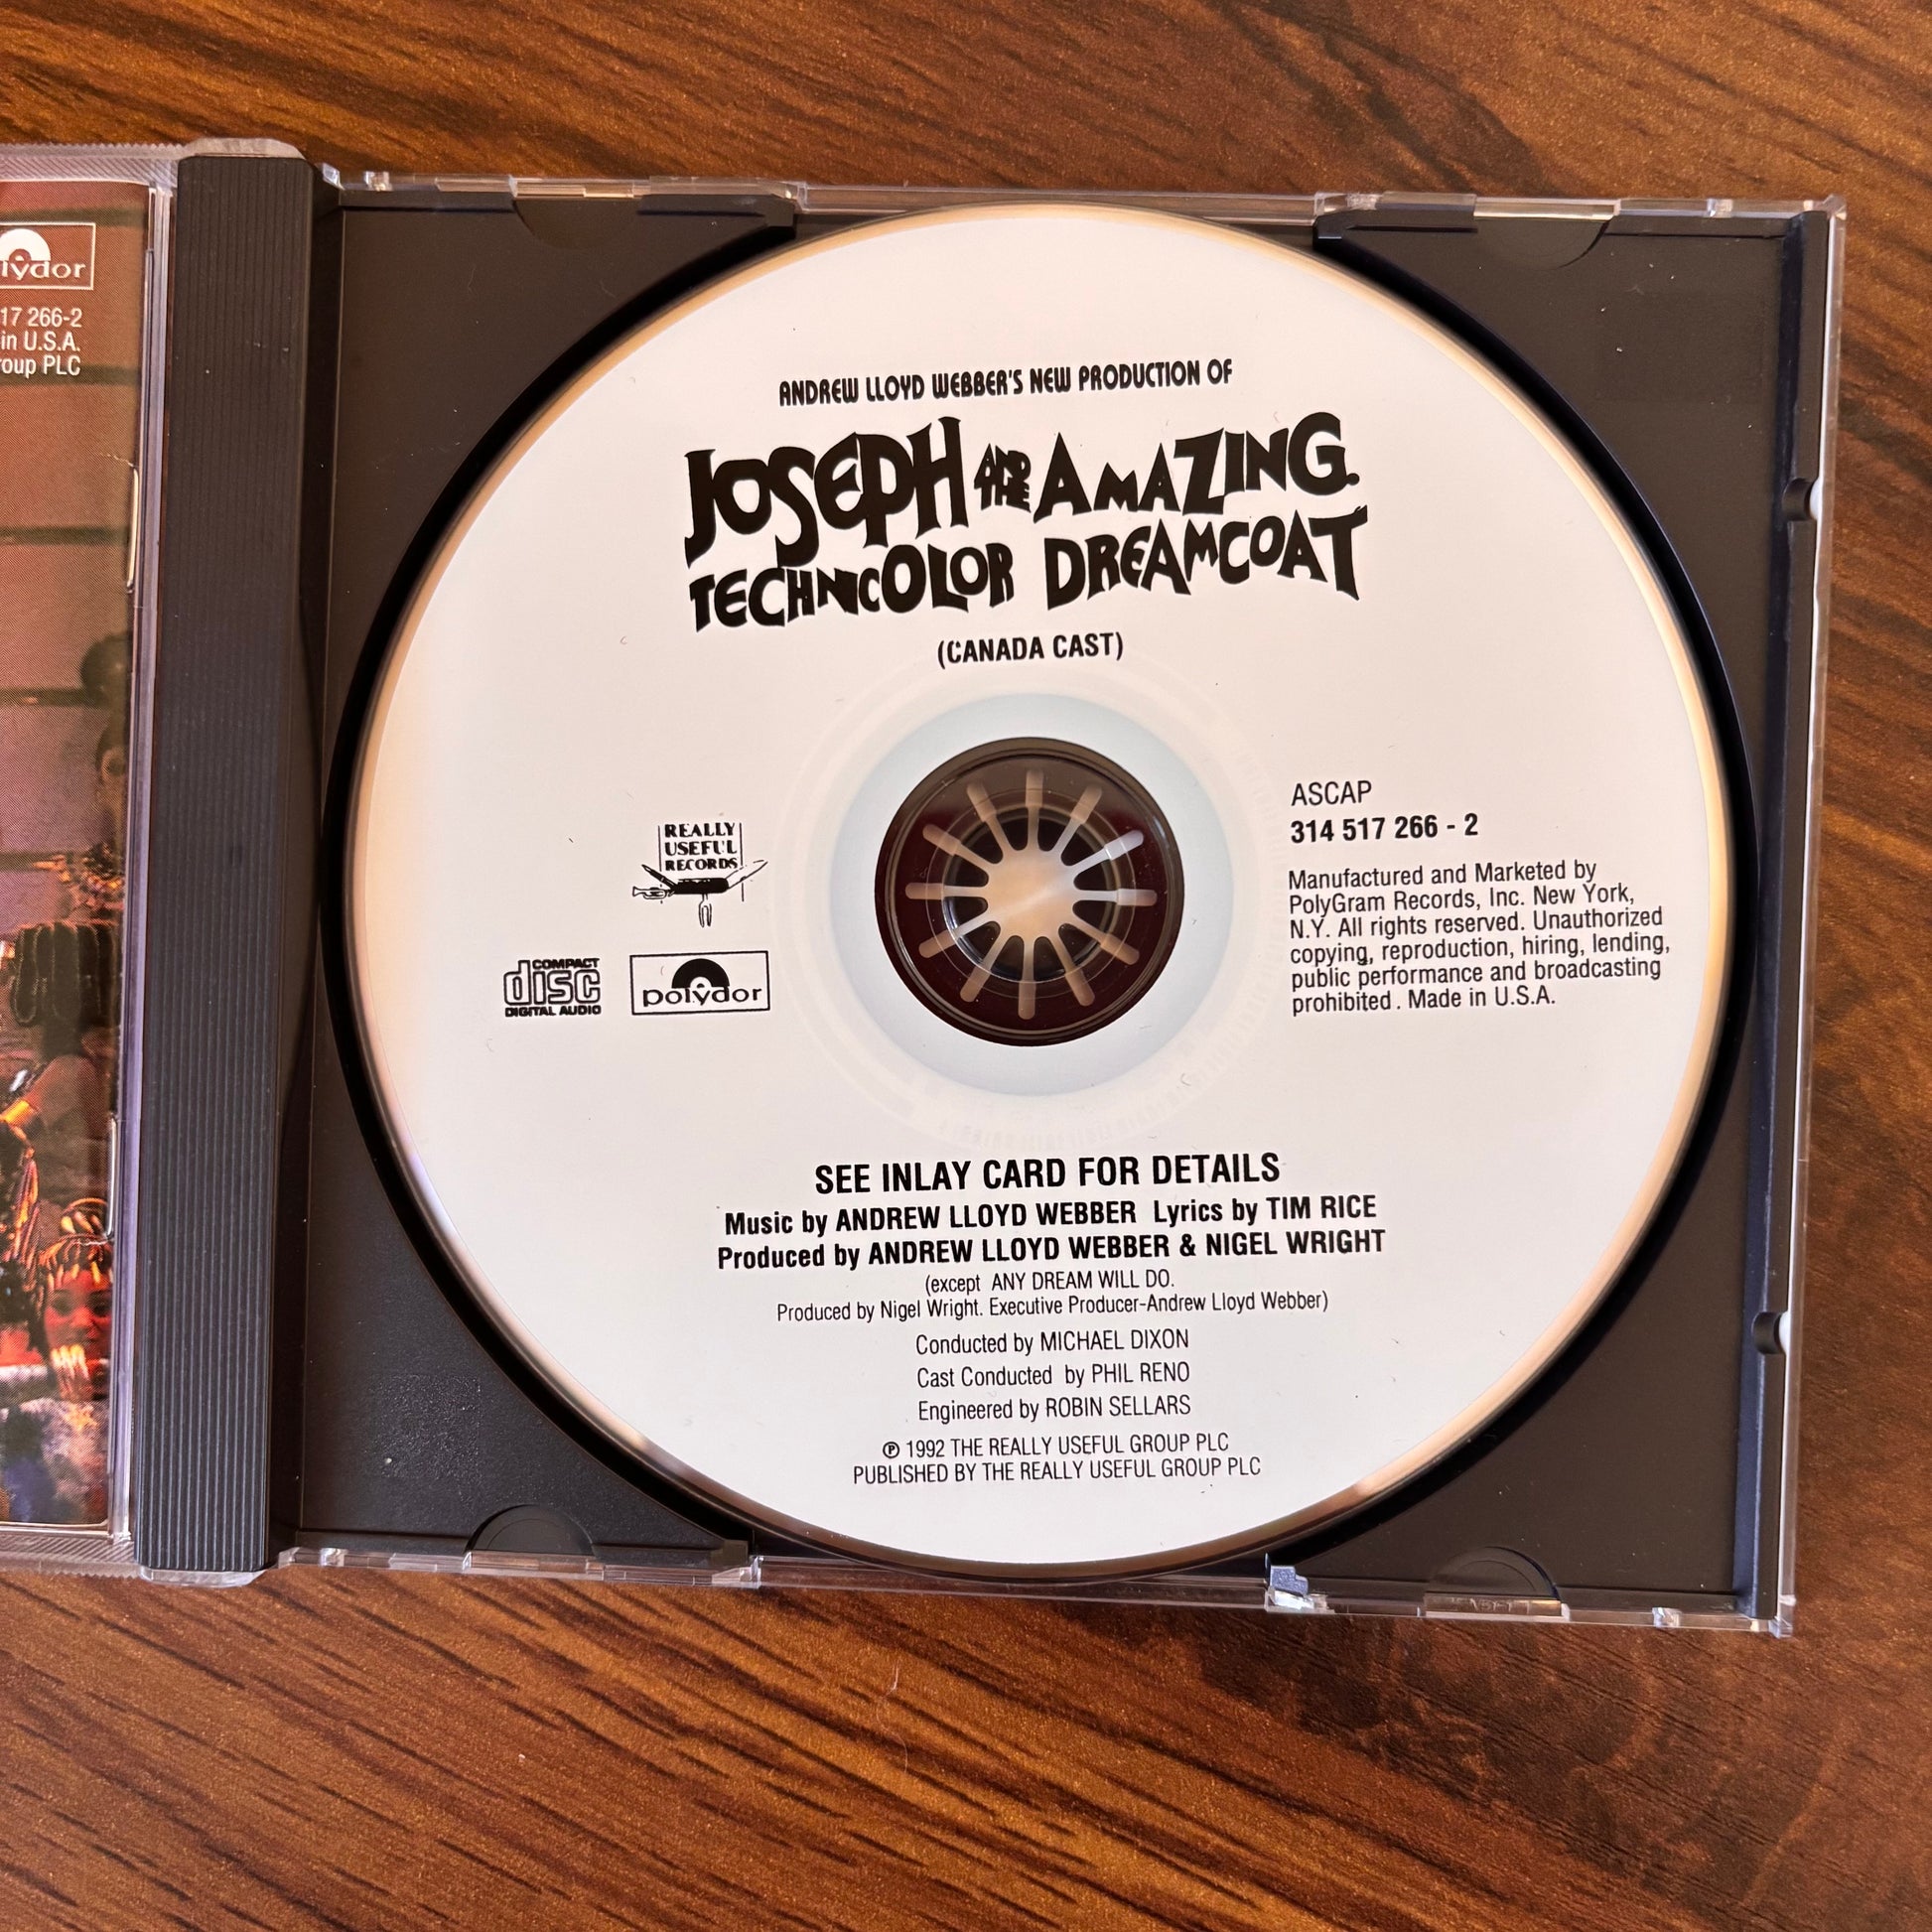 lydor
17 266-2
in U.S.A.
roup PLC
ANDREW LLOYD WEBBER'S NEW PRODUCTION OF
JOSEPH AND THE AMAZING
TECHNICOLOR DREAMCOAT
(CANADA CAST)
REALLY
USEFUL
RECORDS
COMPACT
disc
DIGITAL AUDIO
polydor
ASCAP
314 517 266 - 2
Manufactured and Marketed by
PolyGram Records, Inc. New York,
N.Y. All rights reserved. Unauthorized
copying, reproduction, hiring, lending,
public performance and broadcasting
prohibited. Made in U.S.A.
SEE INLAY CARD FOR DETAILS
Music by ANDREW LLOYD WEBBER Lyrics by TIM RICE
Produced by ANDREW LLOYD WEBBER & NIGEL WRIGHT
(except ANY DREAM WILL DO.
Produced by Nigel Wright. Executive Producer-Andrew Lloyd Webber)
Conducted by MICHAEL DIXON
Cast Conducted by PHIL RENO
Engineered by ROBIN SELLARS
℗ 1992 THE REALLY USEFUL GROUP PLC
PUBLISHED BY THE REALLY USEFUL GROUP PLC